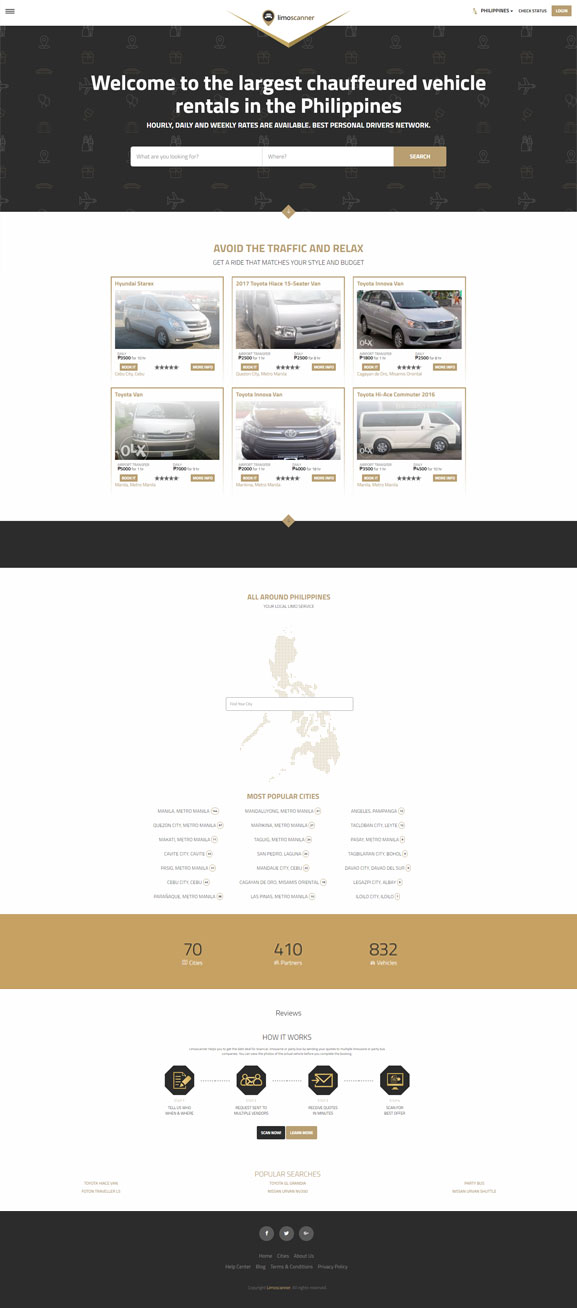 limoscanner
PHILIPPINES
CHECK STATUS
LOGIN
Welcome to the largest chauffeured vehicle
rentals in the Philippines
HOURLY, DAILY AND WEEKLY RATES ARE AVAILABLE. BEST PERSONAL DRIVERS NETWORK.
What are you looking for?
Where?
SEARCH
AVOID THE TRAFFIC AND RELAX
GET A RIDE THAT MATCHES YOUR STYLE AND BUDGET
Hyundai Starex
2017 Toyota Hiace 15-Seater Van
Toyota Innova Van
OLX
DAILY
₱5500 for 10 hr
AIRPORT TRANSFER
DAILY
₱2500 for 1 hr
₱2500 for 8 hr
AIRPORT TRANSFER
DAILY
₱1800 for 1 hr
₱2500 for 8 hr
BOOK IT
MORE INFO
BOOK IT
MORE INFO
BOOK IT
MORE INFO
Cebu City, Cebu
Quezon City, Metro Manila
Cagayan de Oro, Misamis Oriental
Toyota Van
Toyota Innova Van
Toyota Hi-Ace Commuter 2016
OLX
AIRPORT TRANSFER
DAILY
₱5000 for 1 hr
AIRPORT TRANSFER
DAILY
₱2000 for 1 hr
₱4000 for 10 hr
AIRPORT TRANSFER
DAILY
₱3500 for 1 hr
₱4500 for 10 hr
BOOK IT
MORE INFO
BOOK IT
MORE INFO
BOOK IT
MORE INFO
Manila, Metro Manila
Marikina, Metro Manila
Manila, Metro Manila
ALL AROUND PHILIPPINES
YOUR LOCAL LIMO SERVICE
Find Your City
MOST POPULAR CITIES
MANILA, METRO MANILA
MANDALUYONG, METRO MANILA
ANGELES, PAMPANGA
QUEZON CITY, METRO MANILA
MARIKINA, METRO MANILA
TACLOBAN CITY, LEYTE
MAKATI, METRO MANILA
TAGUIG, METRO MANILA
PASAY, METRO MANILA
CAVITE CITY, CAVITE
SAN PEDRO, LAGUNA
TAGBILARAN CITY, BOHOL
PASIG, METRO MANILA
MANDAUE CITY, CEBU
DAVAO CITY, DAVAO DEL SUR
CEBU CITY, CEBU
CAGAYAN DE ORO, MISAMIS ORIENTAL
LEGAZPI CITY, ALBAY
PARAÑAQUE, METRO MANILA
LAS PINAS, METRO MANILA
ILOILO CITY, ILOILO
70
410
832
Cities
Partners
Vehicles
Reviews
HOW IT WORKS
TELL US WHO
WHEN & WHERE
REQUEST SENT TO
MULTIPLE VENDORS
RECEIVE QUOTES
IN MINUTES
SCAN FOR
BEST OFFER
SCAN NOW
LEARN MORE
POPULAR SEARCHES
TOYOTA HIACE VAN
TOYOTA GL GRANDIA
PARTY BUS
FOTON TRAVELLER
NISSAN URVAN
NISSAN URVAN SHUTTLE
Home Cities About Us
Help Center Blog Terms & Conditions Privacy Policy
Copyright Limoscanner. All rights reserved.